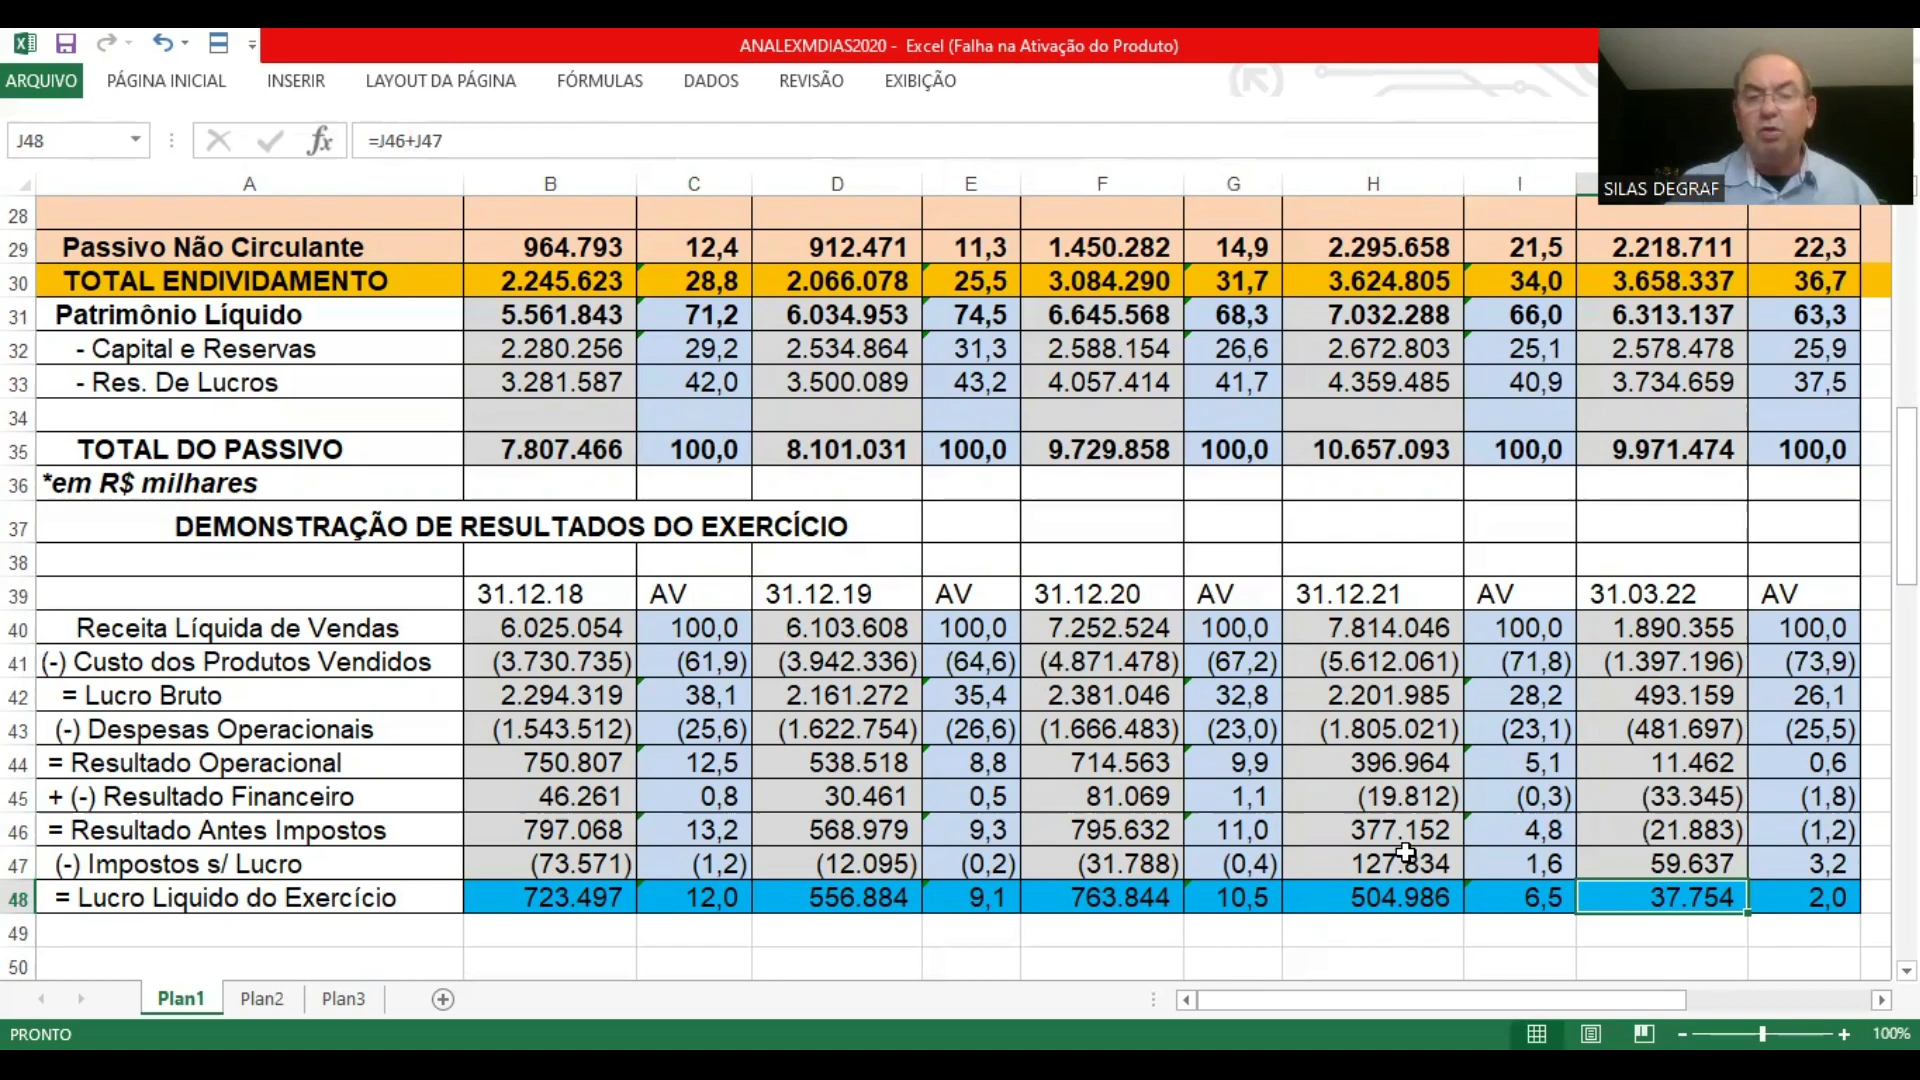 ANALEXMDIAS2020 - Excel (Falha na Ativação do Produto)
ARQUIVO PÁGINA INICIAL INSERIR LAYOUT DA PÁGINA FÓRMULAS DADOS REVISÃO EXIBIÇÃO
J48 fx =J46+J47
SILAS DEGRAF
A B C D E F G H I
28
29 Passivo Não Circulante 964.793 12,4 912.471 11,3 1.450.282 14,9 2.295.658 21,5 2.218.711 22,3
30 TOTAL ENDIVIDAMENTO 2.245.623 28,8 2.066.078 25,5 3.084.290 31,7 3.624.805 34,0 3.658.337 36,7
31 Patrimônio Líquido 5.561.843 71,2 6.034.953 74,5 6.645.568 68,3 7.032.288 66,0 6.313.137 63,3
32 - Capital e Reservas 2.280.256 29,2 2.534.864 31,3 2.588.154 26,6 2.672.803 25,1 2.578.478 25,9
33 - Res. De Lucros 3.281.587 42,0 3.500.089 43,2 4.057.414 41,7 4.359.485 40,9 3.734.659 37,5
34
35 TOTAL DO PASSIVO 7.807.466 100,0 8.101.031 100,0 9.729.858 100,0 10.657.093 100,0 9.971.474 100,0
36 *em R$ milhares
37 DEMONSTRAÇÃO DE RESULTADOS DO EXERCÍCIO
38
39 31.12.18 AV 31.12.19 AV 31.12.20 AV 31.12.21 AV 31.03.22 AV
40 Receita Líquida de Vendas 6.025.054 100,0 6.103.608 100,0 7.252.524 100,0 7.814.046 100,0 1.890.355 100,0
41 (-) Custo dos Produtos Vendidos (3.730.735) (61,9) (3.942.336) (64,6) (4.871.478) (67,2) (5.612.061) (71,8) (1.397.196) (73,9)
42 = Lucro Bruto 2.294.319 38,1 2.161.272 35,4 2.381.046 32,8 2.201.985 28,2 493.159 26,1
43 (-) Despesas Operacionais (1.543.512) (25,6) (1.622.754) (26,6) (1.666.483) (23,0) (1.805.021) (23,1) (481.697) (25,5)
44 = Resultado Operacional 750.807 12,5 538.518 8,8 714.563 9,9 396.964 5,1 11.462 0,6
45 + (-) Resultado Financeiro 46.261 0,8 30.461 0,5 81.069 1,1 (19.812) (0,3) (33.345) (1,8)
46 = Resultado Antes Impostos 797.068 13,2 568.979 9,3 795.632 11,0 377.152 4,8 (21.883) (1,2)
47 (-) Impostos s/ Lucro (73.571) (1,2) (12.095) (0,2) (31.788) (0,4) 127.834 1,6 59.637 3,2
48 = Lucro Liquido do Exercício 723.497 12,0 556.884 9,1 763.844 10,5 504.986 6,5 37.754 2,0
49
50
Plan1 Plan2 Plan3
PRONTO 100%